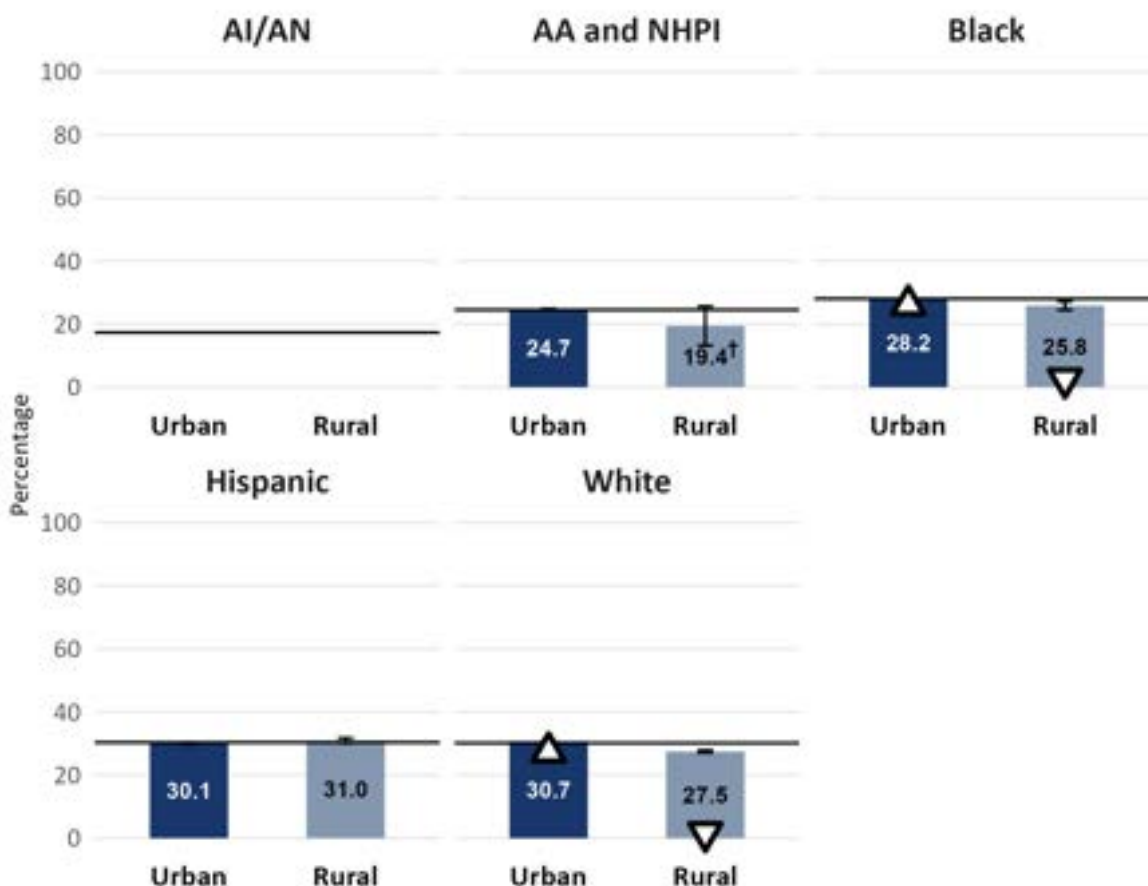 AI/AN AA and NHPI Black
100
80
60
40
20
0
24.7 19.4† 28.2 25.8
Urban Rural Urban Rural Urban Rural
Percentage
Hispanic White
100
80
60
40
20
0
30.1 31.0 30.7 27.5
Urban Rural Urban Rural